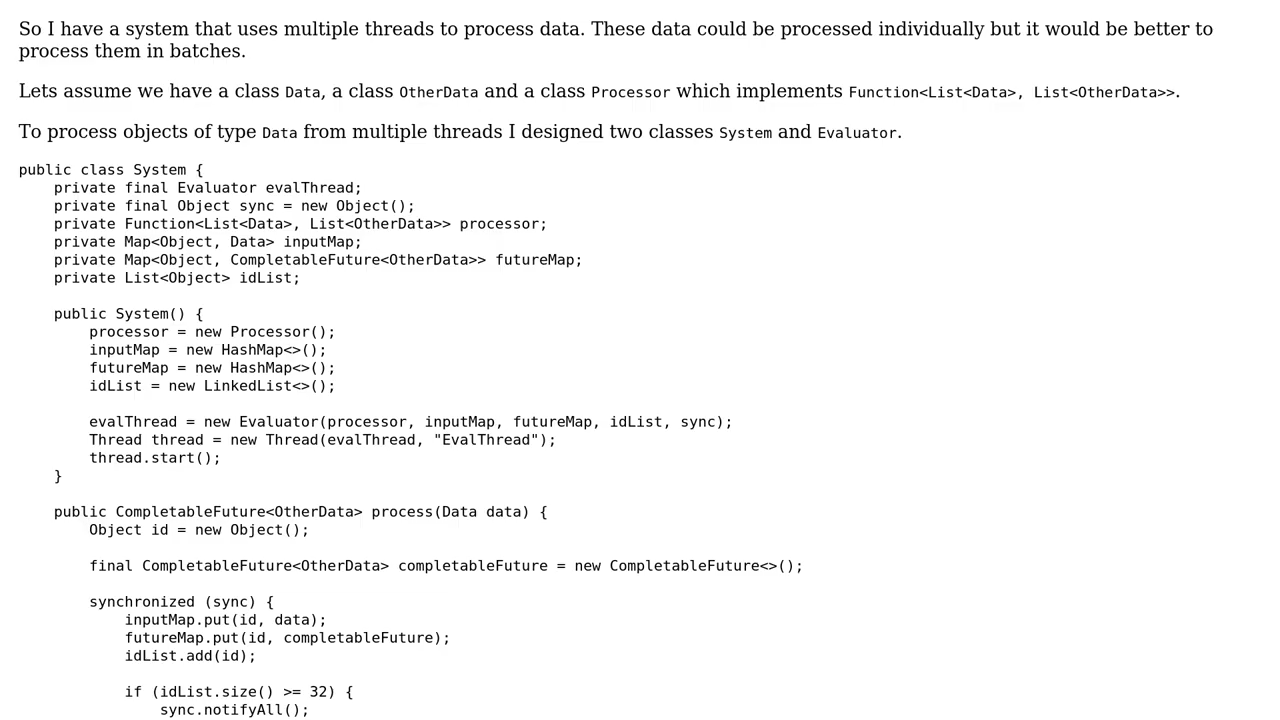 So I have a system that uses multiple threads to process data. These data could be processed individually but it would be better to
process them in batches.
Lets assume we have a class Data, a class OtherData and a class Processor which implements Function<List<Data>, List<OtherData>>.
To process objects of type Data from multiple threads I designed two classes System and Evaluator.
public class System {
    private final Evaluator evalThread;
    private final Object sync = new Object();
    private Function<List<Data>, List<OtherData>> processor;
    private Map<Object, Data> inputMap;
    private Map<Object, CompletableFuture<OtherData>> futureMap;
    private List<Object> idList;
    public System() {
        processor = new Processor();
        inputMap = new HashMap<>();
        futureMap = new HashMap<>();
        idList = new LinkedList<>();
        evalThread = new Evaluator(processor, inputMap, futureMap, idList, sync);
        Thread thread = new Thread(evalThread, "EvalThread");
        thread.start();
    }
    public CompletableFuture<OtherData> process(Data data) {
        Object id = new Object();
        final CompletableFuture<OtherData> completableFuture = new CompletableFuture<>();
        synchronized (sync) {
            inputMap.put(id, data);
            futureMap.put(id, completableFuture);
            idList.add(id);
            if (idList.size() >= 32) {
                sync.notifyAll();